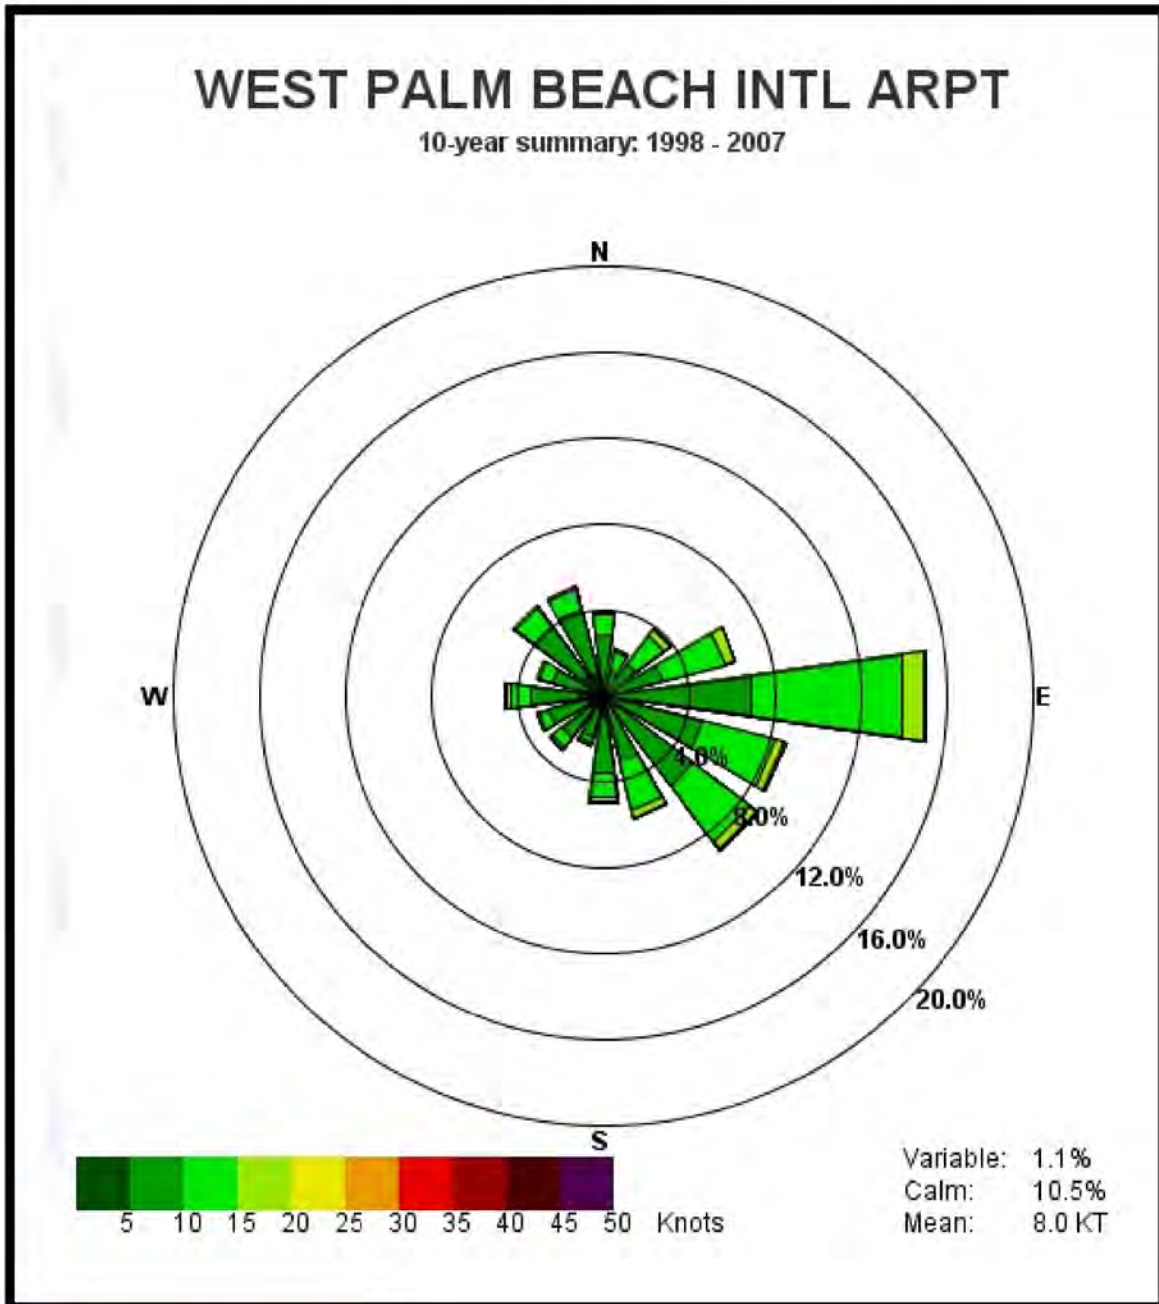 WEST PALM BEACH INTL ARPT
10-year summary: 1998 - 2007
N
W
E
4.0%
8.0%
12.0%
16.0%
20.0%
S
5 10 15 20 25 30 35 40 45 50 Knots
Variable: 1.1%
Calm: 10.5%
Mean: 8.0 KT